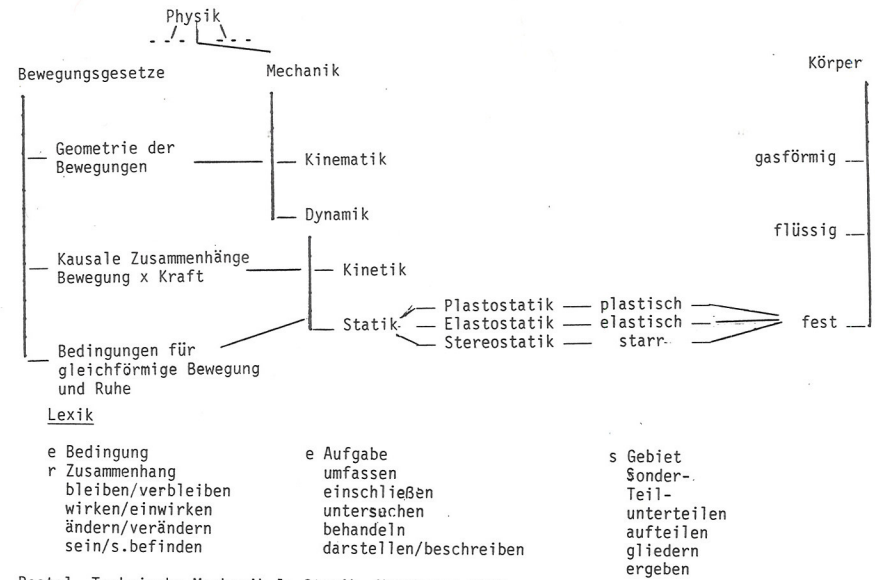 Physik
Bewegungsgesetze
Mechanik
Körper
Geometrie der
Bewegungen
Kinematik
gasförmig
Dynamik
flüssig
Kausale Zusammenhänge
Bewegung x Kraft
Kinetik
Plastostatik plastisch
Statik Elastostatik elastisch fest
Stereostatik starr
Bedingungen für
gleichförmige Bewegung
und Ruhe
Lexik
e Bedingung
r Zusammenhang
bleiben/verbleiben
wirken/einwirken
ändern/verändern
sein/s.befinden
e Aufgabe
umfassen
einschließen
untersuchen
behandeln
darstellen/beschreiben
s Gebiet
Sonder-
Teil-
unterteilen
aufteilen
gliedern
ergeben